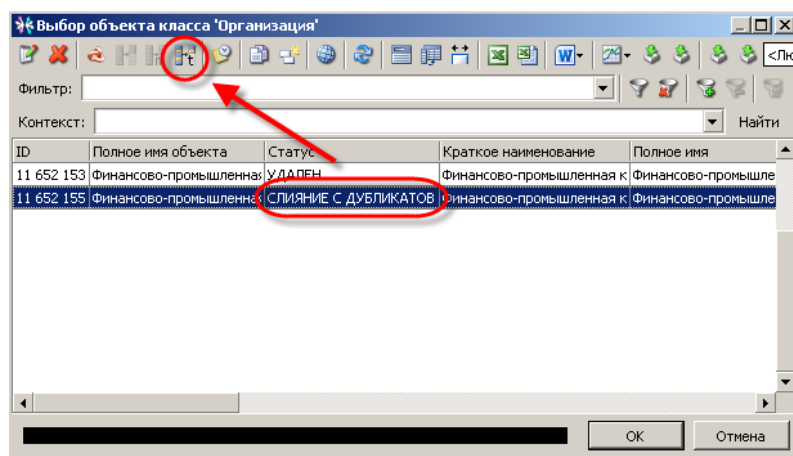 Выбор объекта класса 'Организация'
<Лю
Фильтр:
Контекст: Найти
ID Полное имя объекта Статус Краткое наименование Полное имя
11 652 153 Финансово-промышленная УДАЛЕН Финансово-промышленная к Финансово-промышле
11 652 155 Финансово-промышленная СЛИЯНИЕ С ДУБЛИКАТОВ Финансово-промышленная к Финансово-промышле
OK Отмена